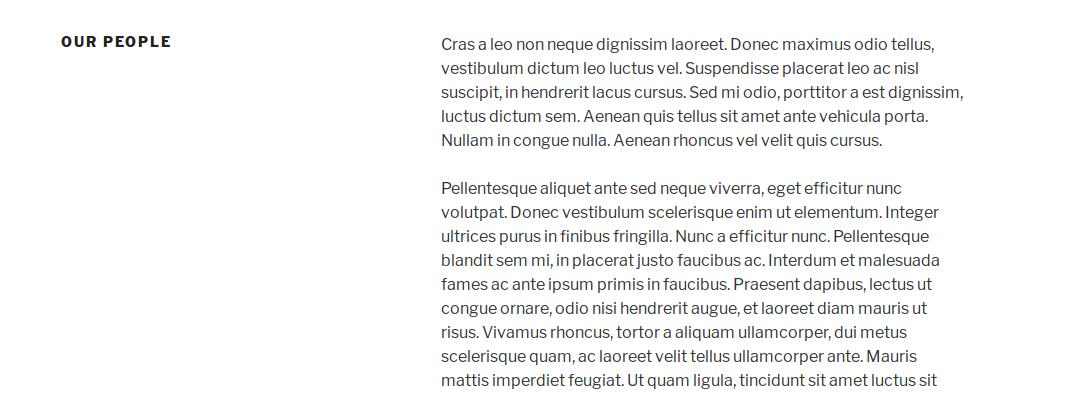 OUR PEOPLE
Cras a leo non neque dignissim laoreet. Donec maximus odio tellus,
vestibulum dictum leo luctus vel. Suspendisse placerat leo ac nisl
suscipit, in hendrerit lacus cursus. Sed mi odio, porttitor a est dignissim,
luctus dictum sem. Aenean quis tellus sit amet ante vehicula porta.
Nullam in congue nulla. Aenean rhoncus vel velit quis cursus.
Pellentesque aliquet ante sed neque viverra, eget efficitur nunc
volutpat. Donec vestibulum scelerisque enim ut elementum. Integer
ultrices purus in finibus fringilla. Nunc a efficitur nunc. Pellentesque
blandit sem mi, in placerat justo faucibus ac. Interdum et malesuada
fames ac ante ipsum primis in faucibus. Praesent dapibus, lectus ut
congue ornare, odio nisi hendrerit augue, et laoreet diam mauris ut
risus. Vivamus rhoncus, tortor a aliquam ullamcorper, dui metus
scelerisque quam, ac laoreet velit tellus ullamcorper ante. Mauris
mattis imperdiet feugiat. Ut quam ligula, tincidunt sit amet luctus sit